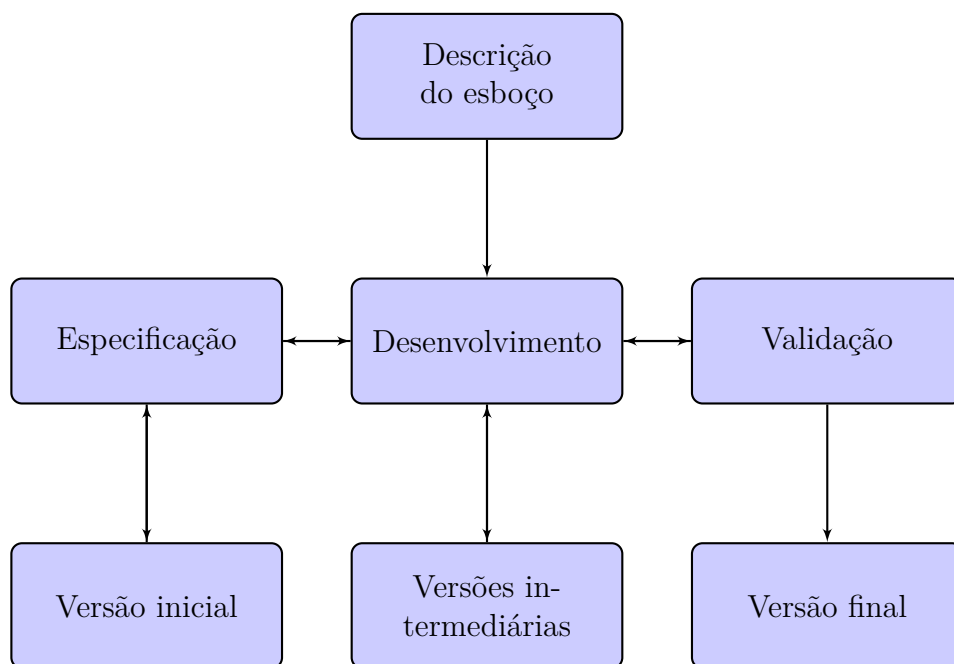 Descrição
do esboço
Especificação
Desenvolvimento
Validação
Versão inicial
Versões in-
termediárias
Versão final